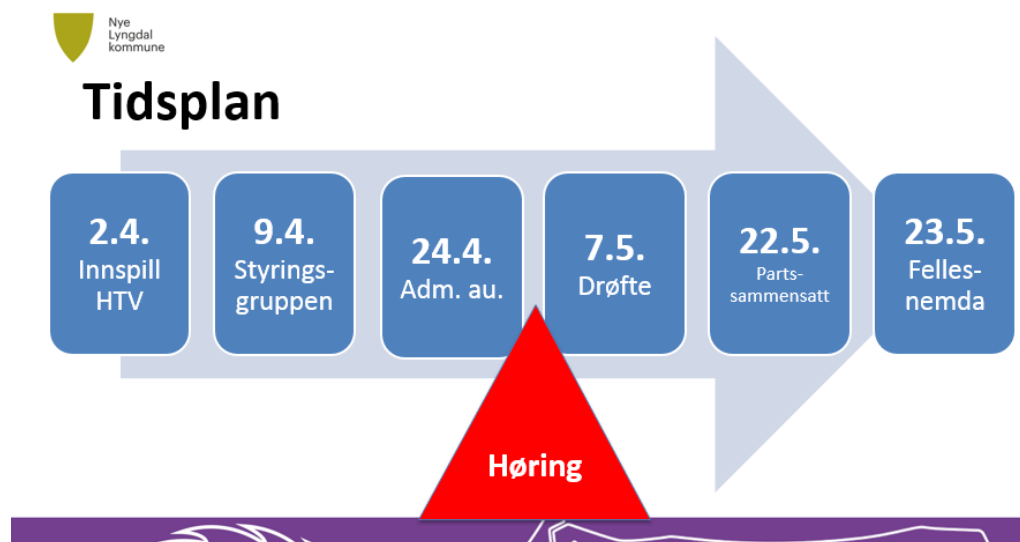 Nye
Lyngdal
kommune
Tidsplan
2.4.
Innspill
HTV
9.4.
Styrings-
gruppen
24.4.
Adm. au.
7.5.
Drøfte
22.5.
Parts-
sammensatt
23.5.
Felles-
nemda
Høring